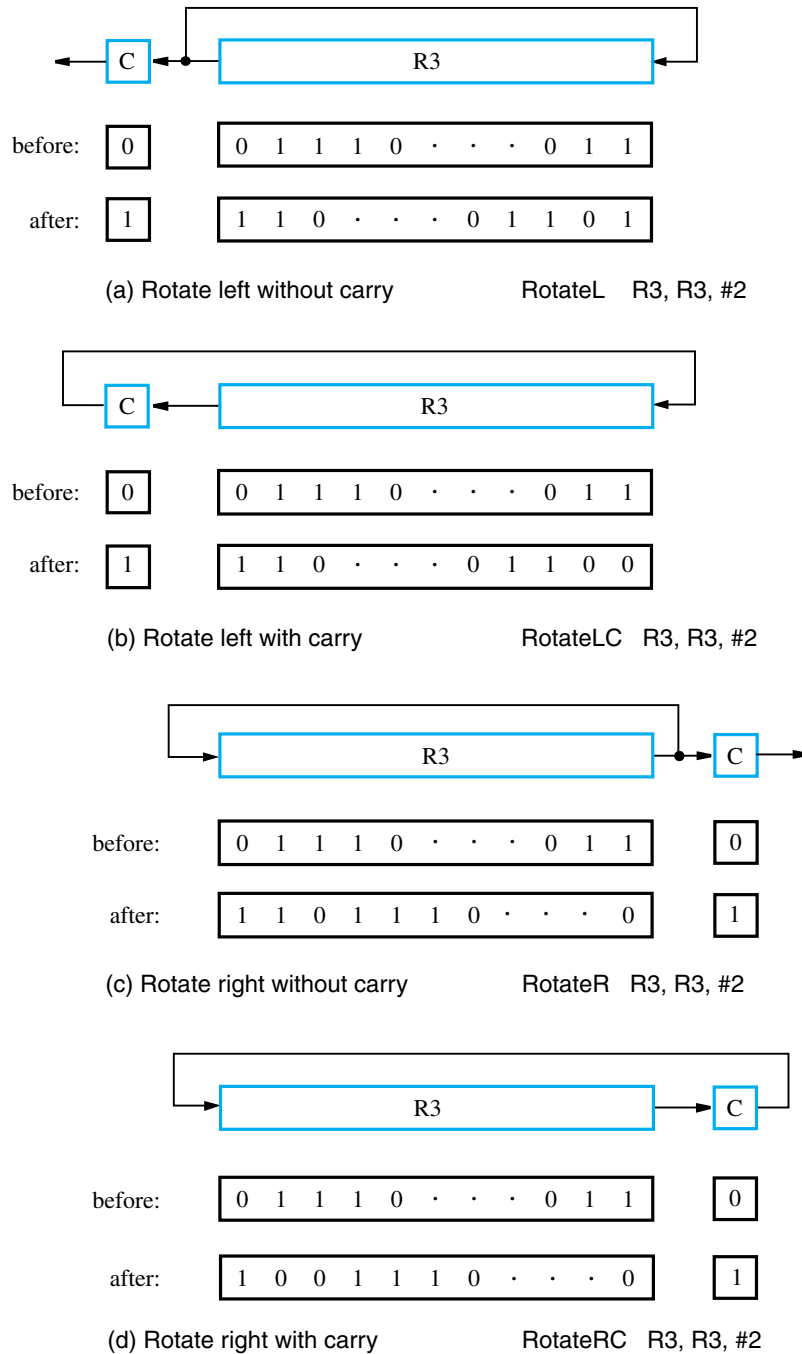 C R3
before: 0 0 1 1 1 0 · · · 0 1 1
after: 1 1 1 0 · · · 0 1 1 0 1
(a) Rotate left without carry RotateL R3, R3, #2
C R3
before: 0 0 1 1 1 0 · · · 0 1 1
after: 1 1 1 0 · · · 0 1 1 0 0
(b) Rotate left with carry RotateLC R3, R3, #2
R3 C
before: 0 1 1 1 0 · · · 0 1 1 0
after: 1 1 0 1 1 1 0 · · · 0 1
(c) Rotate right without carry RotateR R3, R3, #2
R3 C
before: 0 1 1 1 0 · · · 0 1 1 0
after: 1 0 0 1 1 1 0 · · · 0 1
(d) Rotate right with carry RotateRC R3, R3, #2